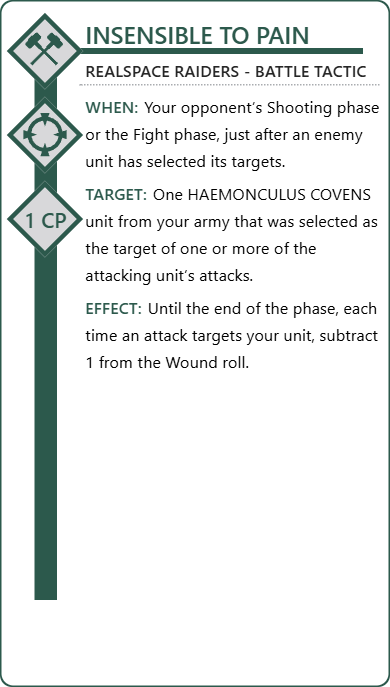 INSENSIBLE TO PAIN
REALSPACE RAIDERS - BATTLE TACTIC
WHEN: Your opponent's Shooting phase
or the Fight phase, just after an enemy
unit has selected its targets.
1 CP
TARGET: One HAEMONCULUS COVENS
unit from your army that was selected as
the target of one or more of the
attacking unit's attacks.
EFFECT: Until the end of the phase, each
time an attack targets your unit, subtract
1 from the Wound roll.